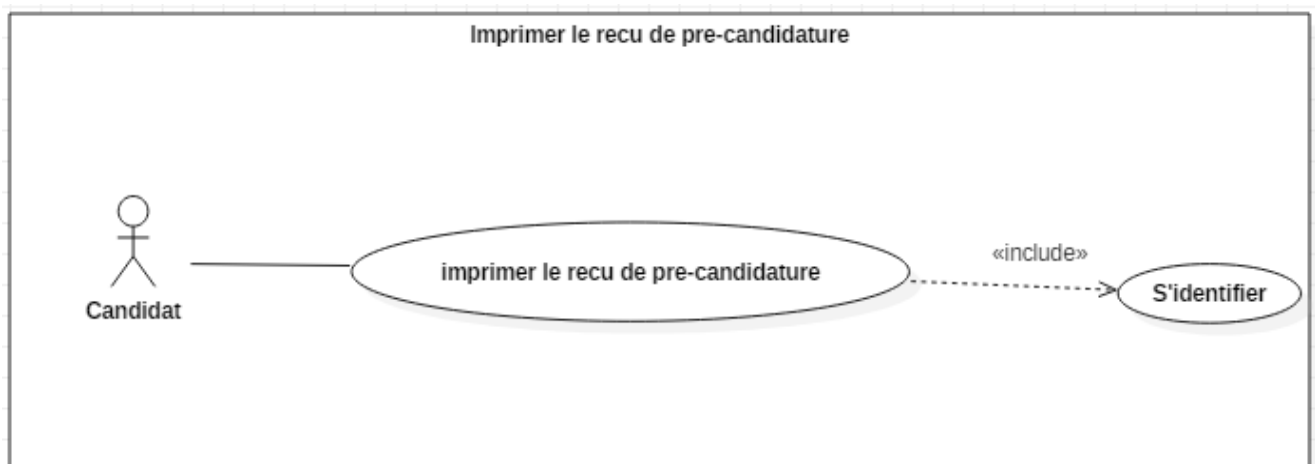 Imprimer le recu de pre-candidature
imprimer le recu de pre-candidature
«include»
S'identifier
Candidat